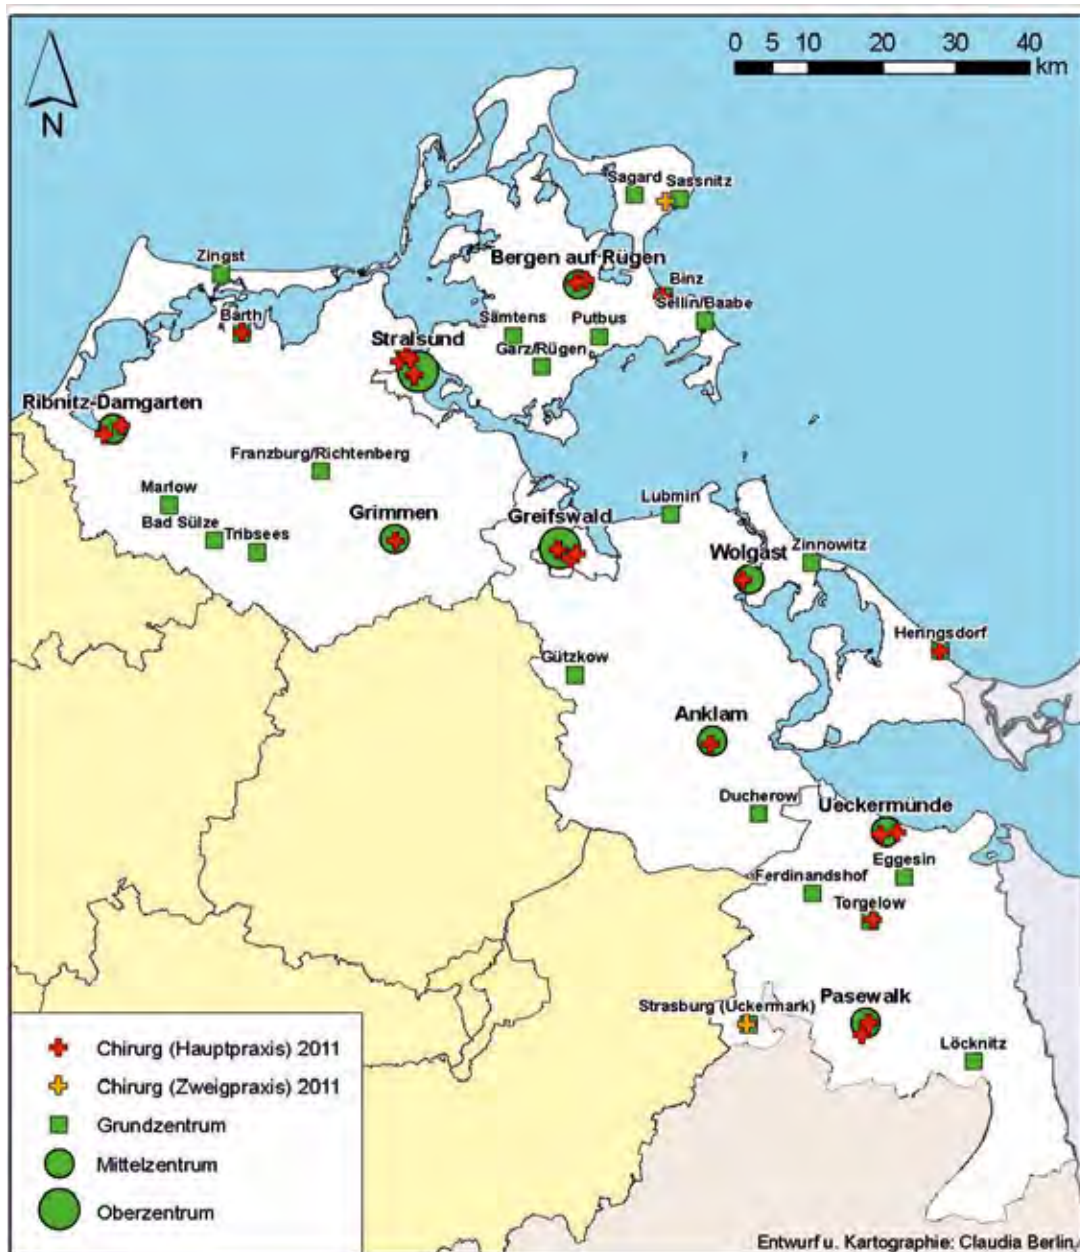 0 5 10 20 30 40
km
N
Sagard
Sassnitz
Zingst
Bergen auf Rügen
Binz
Sellin/Baabe
Barth
Samtens
Putbus
Stralsund
Garz/Rügen
Ribnitz-Damgarten
Franzburg/Richtenberg
Marlow
Lubmin
Grimmen
Greifswald
Bad Sülze
Tribsees
Wolgast
Zinnowitz
Heringsdorf
Gützkow
Anklam
Ducherow
Ueckermünde
Eggesin
Ferdinandshof
Torgelow
Strasburg (Uckermark)
Pasewalk
Löcknitz
Chirurg (Hauptpraxis) 2011
Chirurg (Zweigpraxis) 2011
Grundzentrum
Mittelzentrum
Oberzentrum
Entwurf u. Kartographie: Claudia Berlin